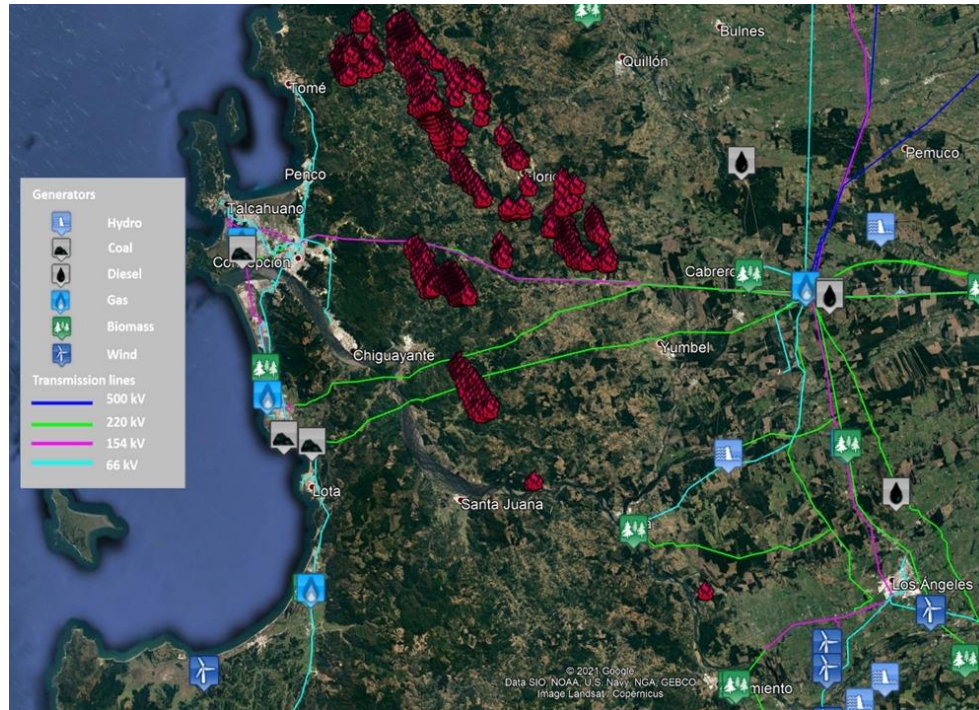 Bulnes
Quillón
Tomé
Pemuco
Penco
Generators
Hydro
Coal
Diesel
Gas
Biomass
Wind
Transmission lines
500 kV
220 kV
154 kV
66 kV
Talcahuano
Concepción
Cabrero
Chiguayante
Yumbel
Lota
Santa Juana
Los Ángeles
© 2021 Google
Data SIO, NOAA, U.S. Navy, NGA, GEBCO
Image Landsat / Copernicus
miento